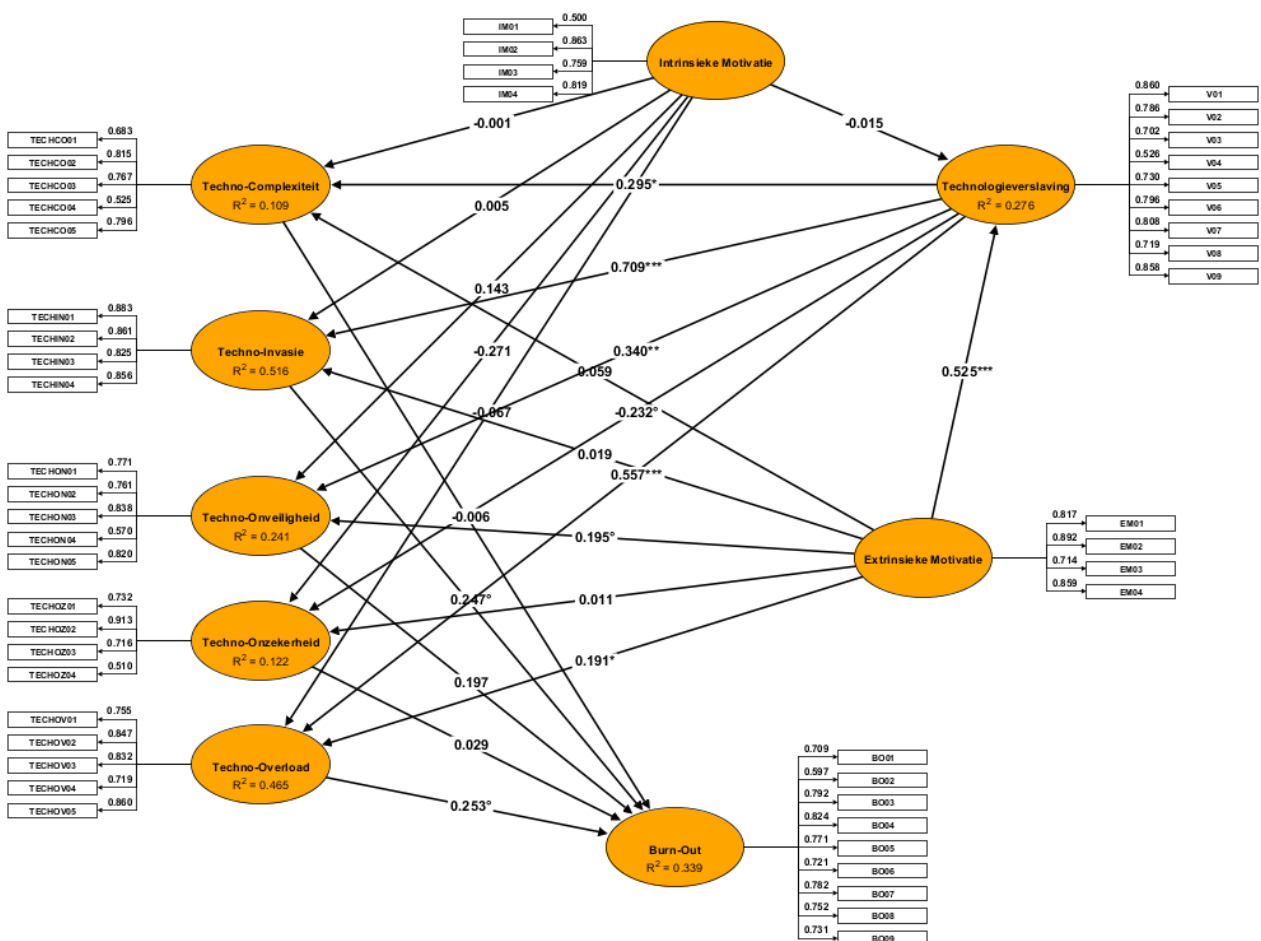 IM01
0.500
IM02
0.863
IM03
0.759
IM04
0.819
Intrinsieke Motivatie
-0.001
-0.015
TECHCO01
0.683
TECHCO02
0.815
TECHCO03
0.767
TECHCO04
0.525
TECHCO05
0.796
Techno-Complexiteit
R² = 0.109
0.295*
Technologieverslaving
R² = 0.276
0.860
V01
0.786
V02
0.702
V03
0.526
V04
0.730
V05
0.796
V06
0.808
V07
0.719
V08
0.858
V09
0.005
0.709***
0.143
TECHIN01
0.883
TECHIN02
0.861
TECHIN03
0.825
TECHIN04
0.856
Techno-Invasie
R² = 0.516
-0.271
0.340**
0.059
0.525***
-0.067
-0.232°
0.019
0.557***
TECHON01
0.771
TECHON02
0.761
TECHON03
0.838
TECHON04
0.570
TECHON05
0.820
Techno-Onveiligheid
R² = 0.241
-0.006
0.195°
Extrinsieke Motivatie
0.817
EM01
0.892
EM02
0.714
EM03
0.859
EM04
TECHOZ01
0.732
TECHOZ02
0.913
TECHOZ03
0.716
TECHOZ04
0.510
Techno-Onzekerheid
R² = 0.122
0.247°
0.011
0.191*
0.197
TECHOV01
0.755
TECHOV02
0.847
TECHOV03
0.832
TECHOV04
0.719
TECHOV05
0.860
Techno-Overload
R² = 0.465
0.029
0.253°
Burn-Out
R² = 0.339
0.709
BO01
0.597
BO02
0.792
BO03
0.824
BO04
0.771
BO05
0.721
BO06
0.782
BO07
0.752
BO08
0.731
BO09